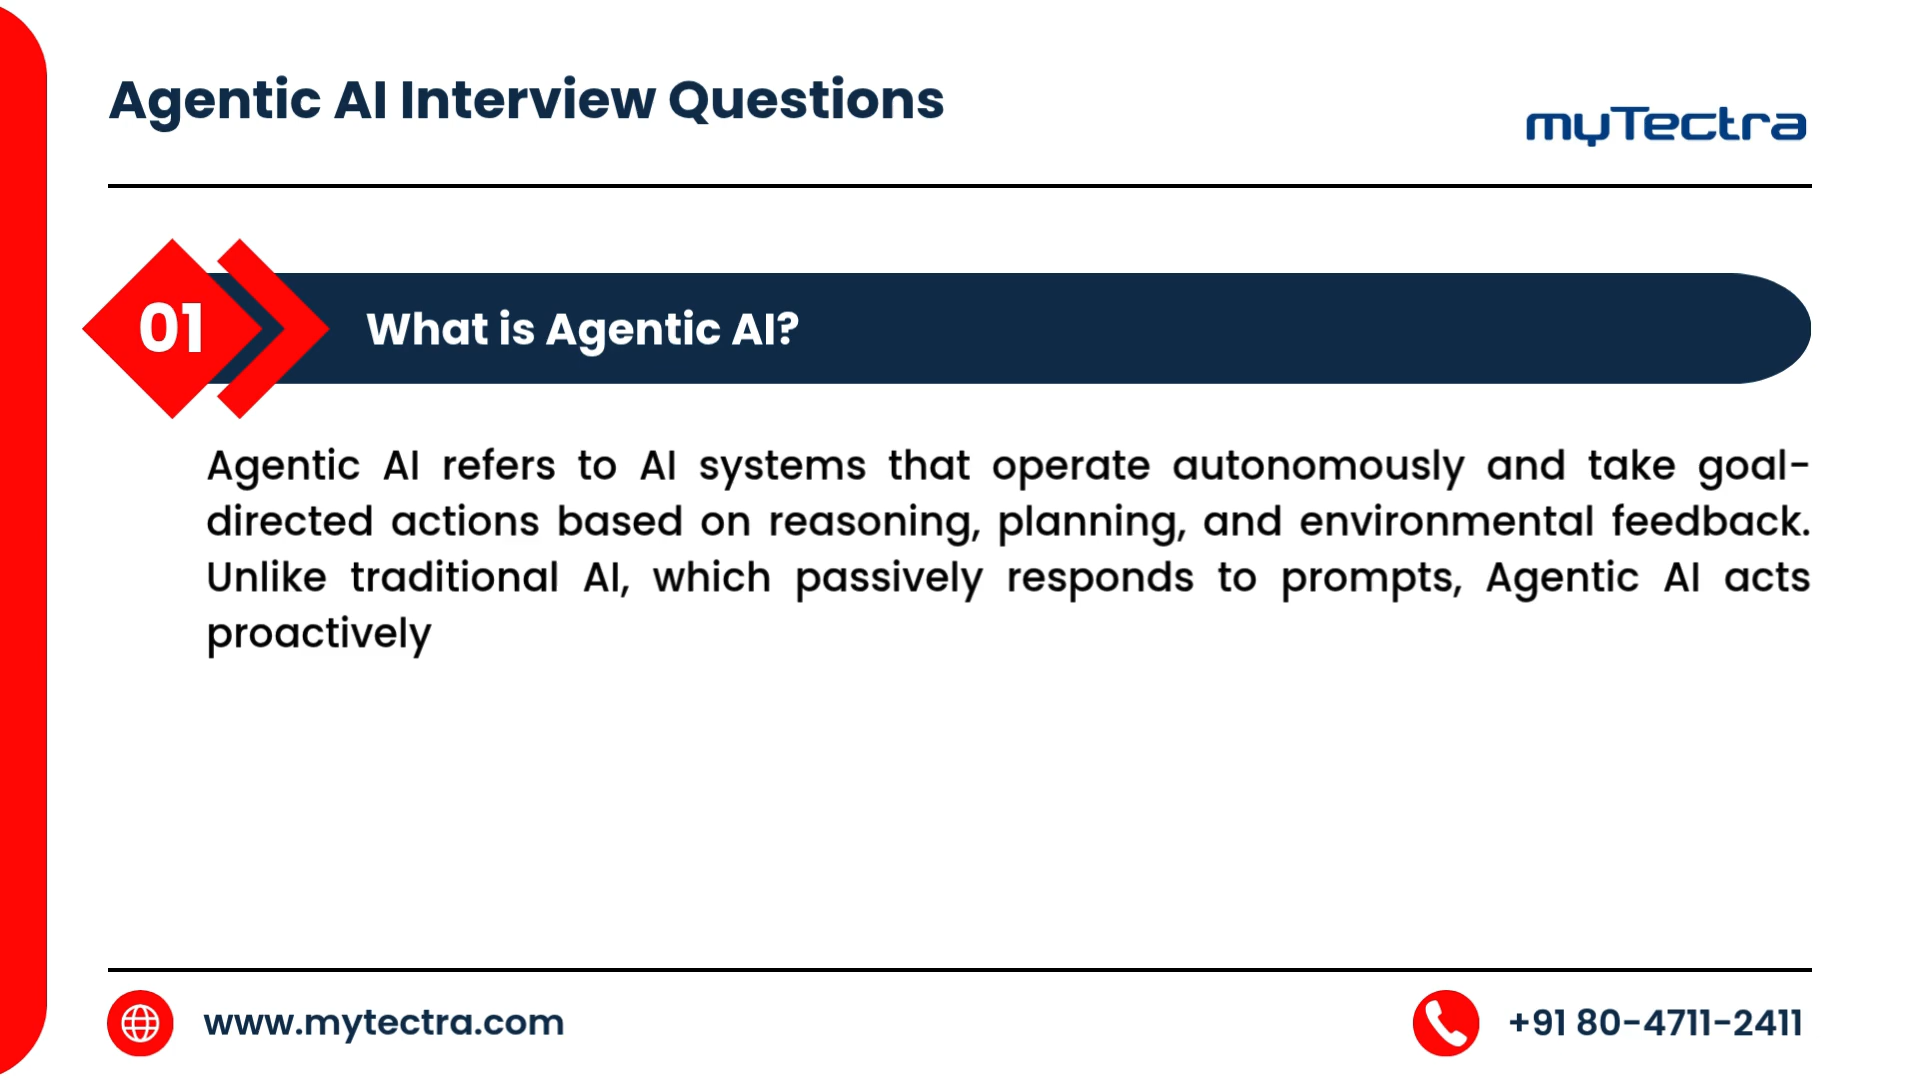 Agentic AI Interview Questions
myTectra
01
What is Agentic AI?
Agentic AI refers to AI systems that operate autonomously and take goal-
directed actions based on reasoning, planning, and environmental feedback.
Unlike traditional AI, which passively responds to prompts, Agentic AI acts
proactively
www.mytectra.com
+91 80-4711-2411